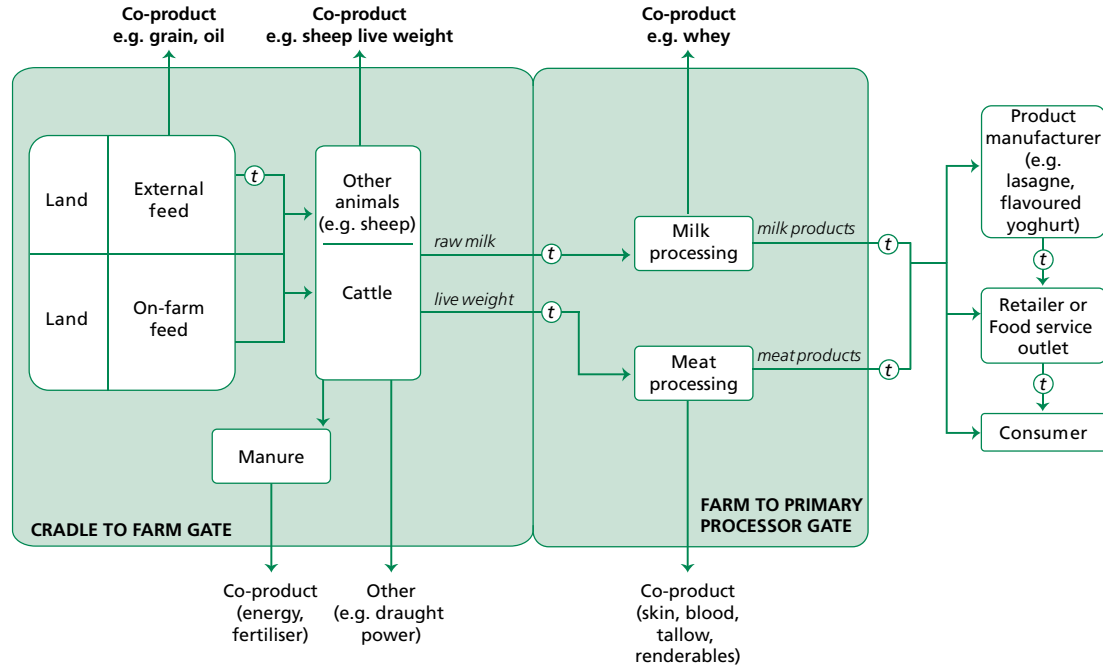 Co-product
e.g. grain, oil
Co-product
e.g. sheep live weight
Co-product
e.g. whey
Land
External
feed
t
Land
On-farm
feed
Other
animals
(e.g. sheep)
Cattle
raw milk
t
live weight
t
Milk
processing
milk products
t
Meat
processing
meat products
t
Product
manufacturer
(e.g.
lasagne,
flavoured
yoghurt)
t
Retailer or
Food service
outlet
t
Consumer
Manure
CRADLE TO FARM GATE
FARM TO PRIMARY
PROCESSOR GATE
Co-product
(energy,
fertiliser)
Other
(e.g. draught
power)
Co-product
(skin, blood,
tallow,
renderables)